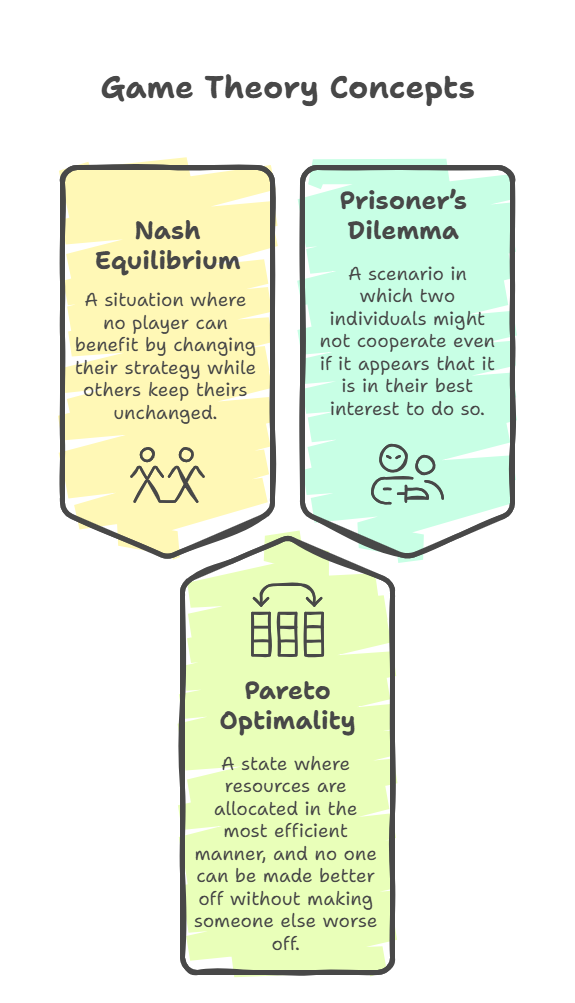 Game Theory Concepts
Nash
Equilibrium
A situation where
no player can
benefit by changing
their strategy while
others keep theirs
unchanged.
Prisoner's
Dilemma
A scenario in
which two
individuals might
not cooperate even
if it appears that it
is in their best
interest to do so.
Pareto
Optimality
A state where
resources are
allocated in the
most efficient
manner, and no one
can be made better
off without making
someone else worse
off.